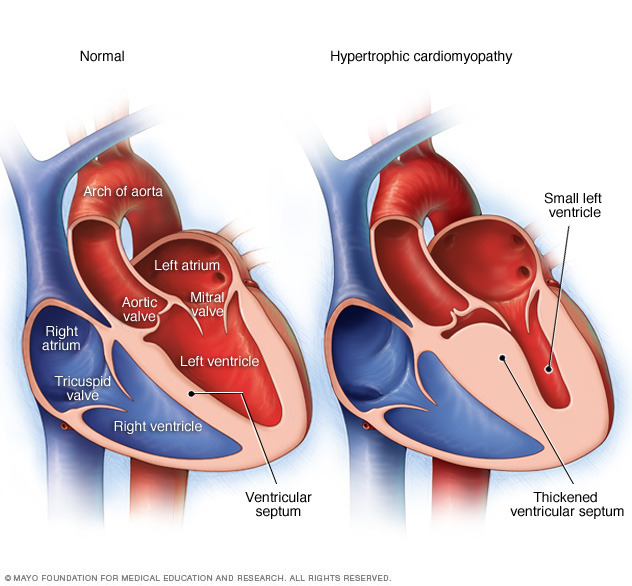 Normal
Hypertrophic cardiomyopathy
Arch of aorta
Small left
ventricle
Left atrium
Aortic
valve
Mitral
valve
Right
atrium
Left ventricle
Tricuspid
valve
Right ventricle
Ventricular
septum
Thickened
ventricular septum
© MAYO FOUNDATION FOR MEDICAL EDUCATION AND RESEARCH. ALL RIGHTS RESERVED.